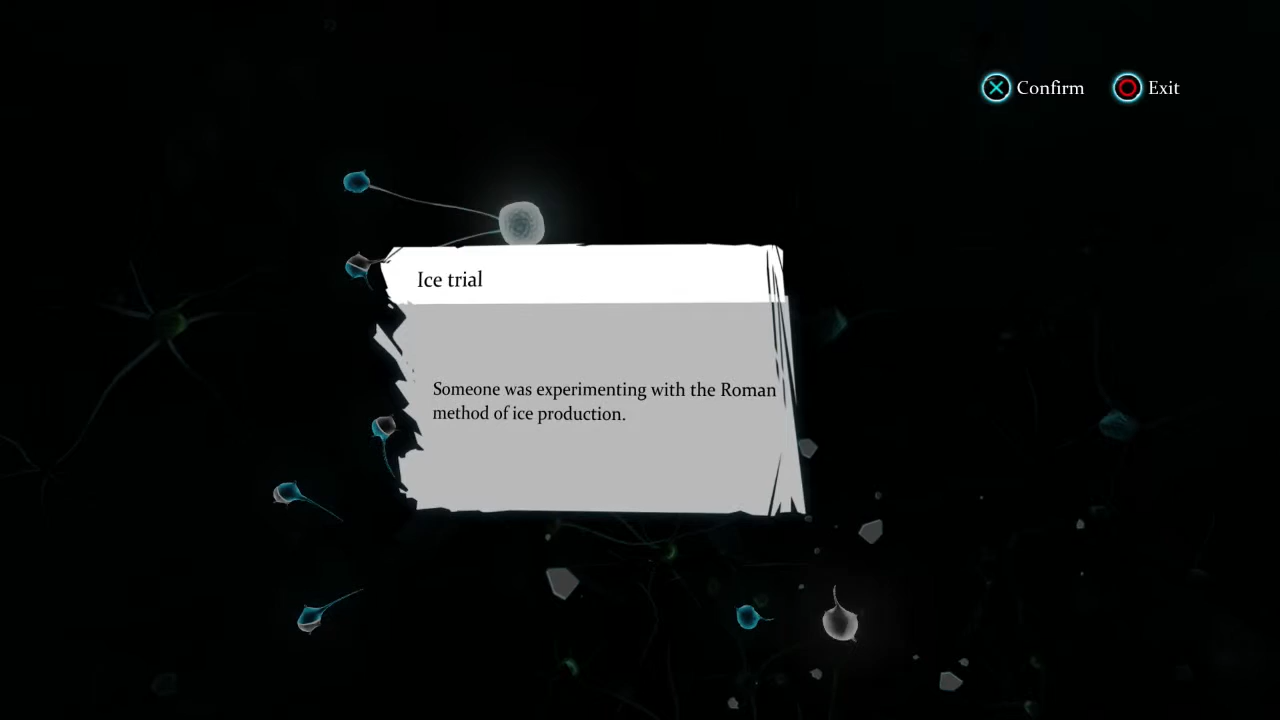 Confirm Exit
Ice trial
Someone was experimenting with the Roman
method of ice production.